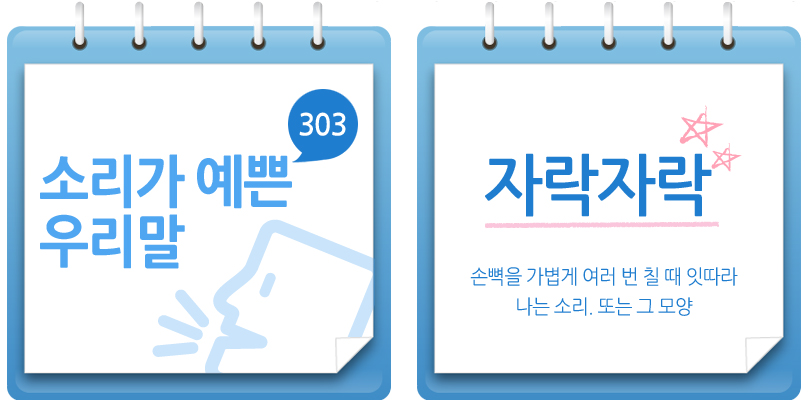 303
소리가 예쁜
우리말
자락자락
손뼉을 가볍게 여러 번 칠 때 잇따라
나는 소리. 또는 그 모양